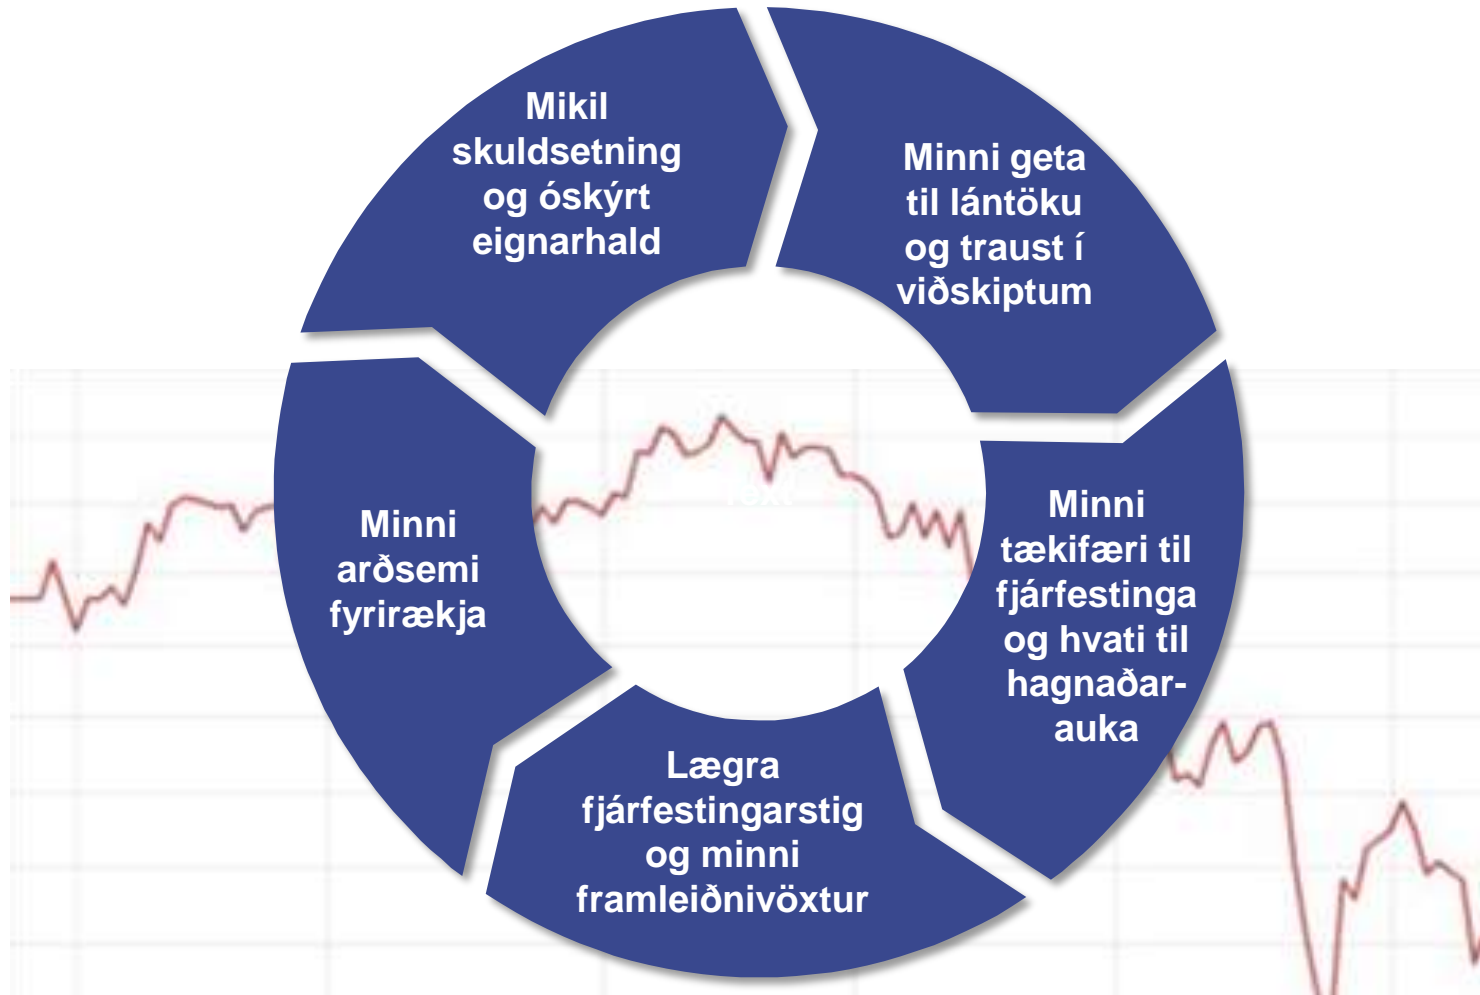 Mikil
skuldsetning
og óskýrt
eignarhald
Minni geta
til lántöku
og traust í
viðskiptum
Minni
tækifæri til
fjárfestinga
og hvati til
hagnaðar-
auka
Lægra
fjárfestingarstig
og minni
framleiðnivöxtur
Minni
arðsemi
fyrirækja